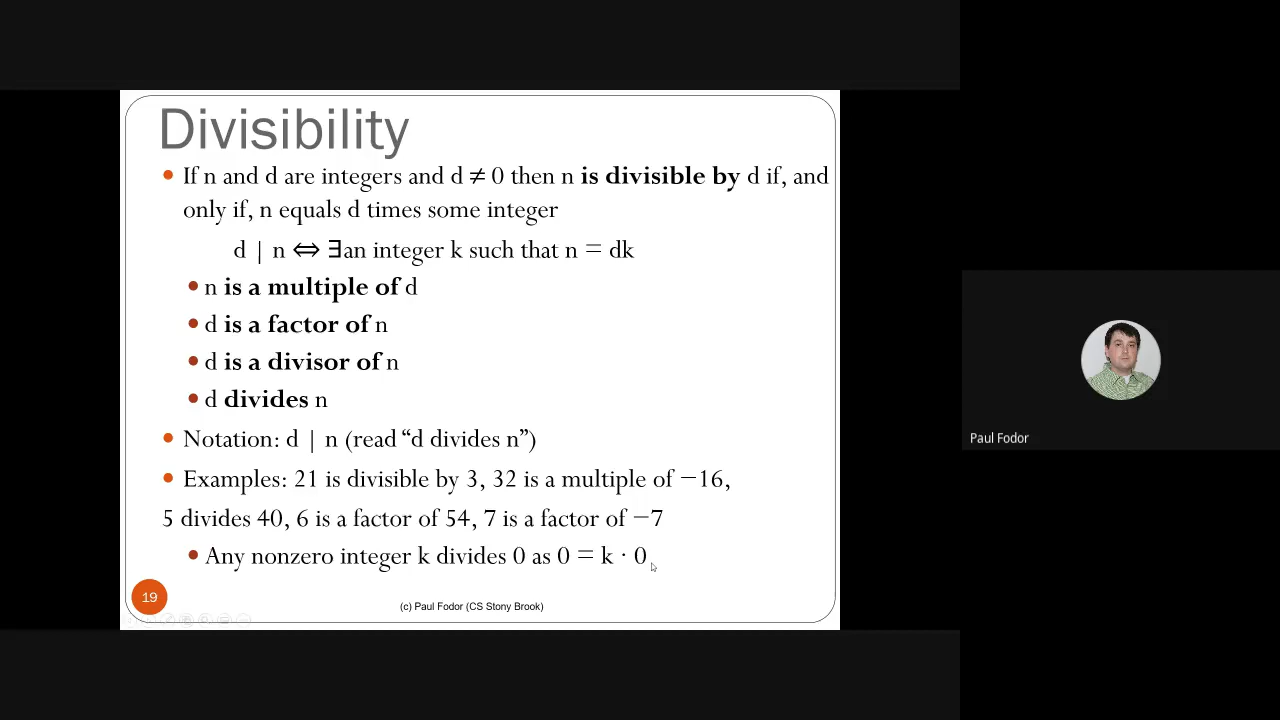 Divisibility
• If n and d are integers and d ≠ 0 then n is divisible by d if, and
only if, n equals d times some integer
d | n ⇔ ∃an integer k such that n = dk
• n is a multiple of d
• d is a factor of n
• d is a divisor of n
• d divides n
• Notation: d | n (read “d divides n”)
• Examples: 21 is divisible by 3, 32 is a multiple of −16,
5 divides 40, 6 is a factor of 54, 7 is a factor of −7
• Any nonzero integer k divides 0 as 0 = k · 0
19
(c) Paul Fodor (CS Stony Brook)
Paul Fodor